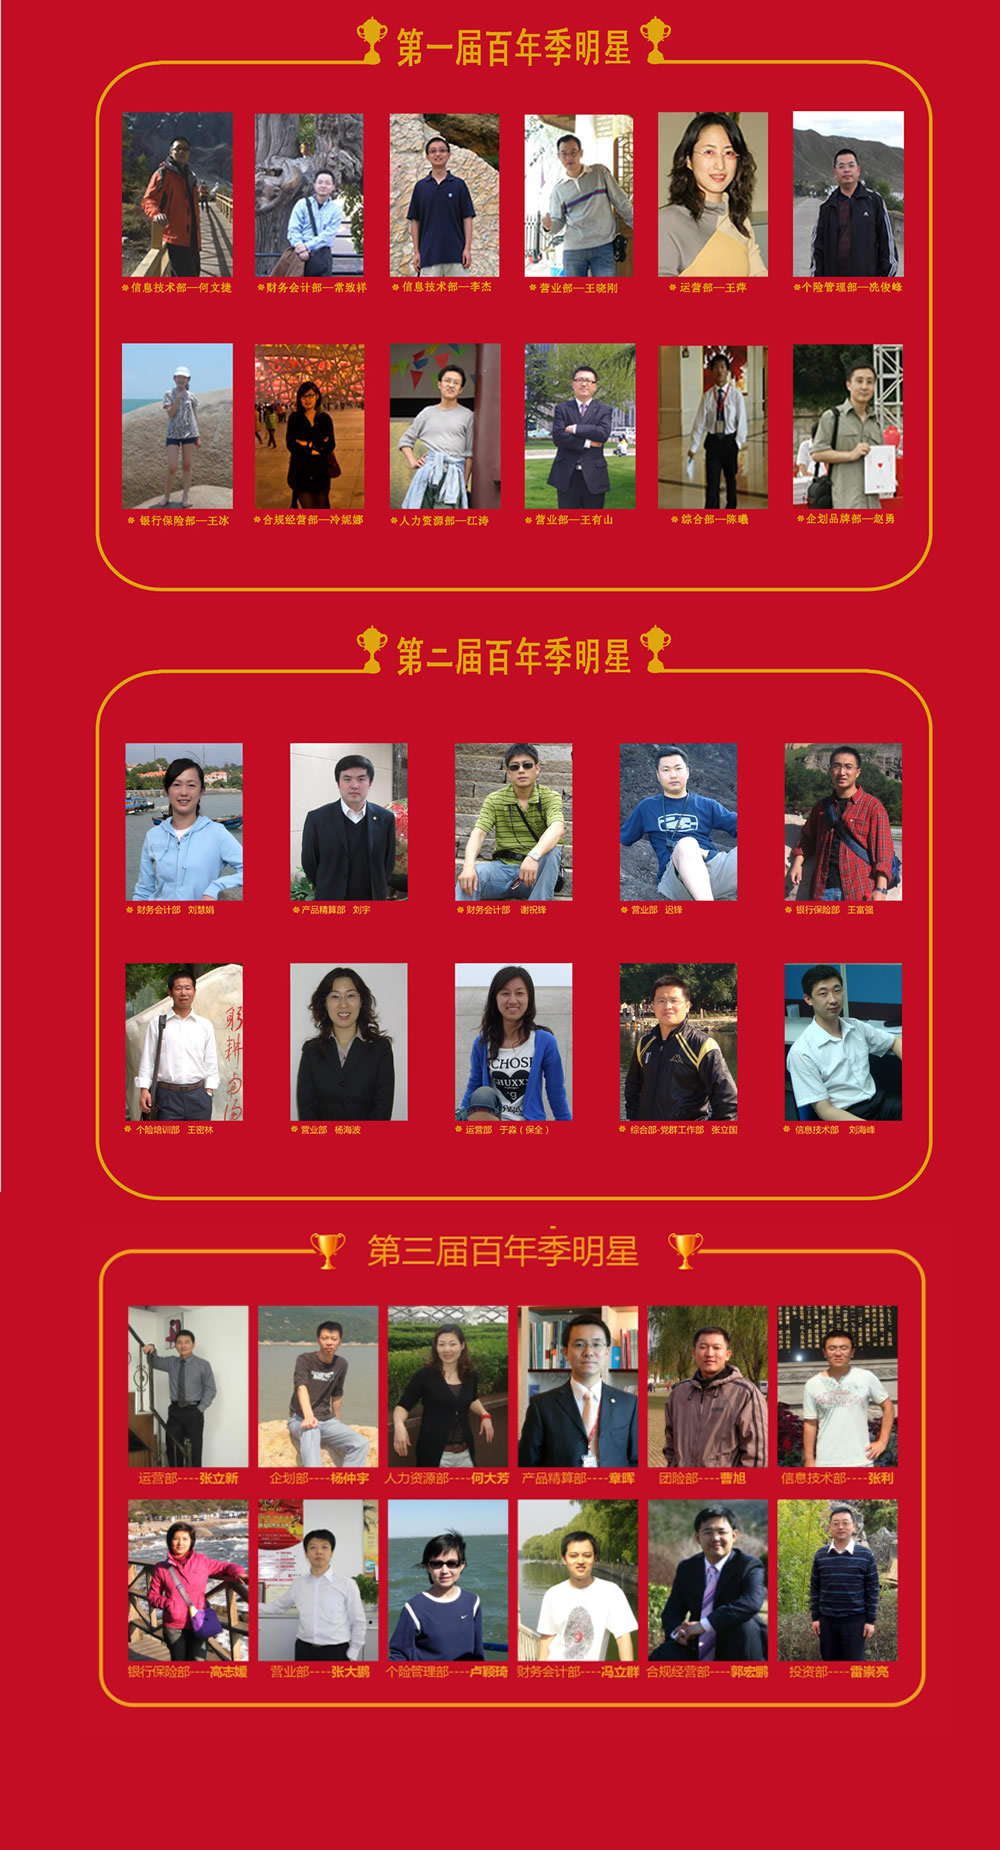 第一届百年季明星
信息技术部—何文捷 财务会计部—常致祥 信息技术部—李杰 营业部—王晓刚 运营部—王萍 个险管理部—冼俊峰
银行保险部—王冰 合规经营部—冷妮娜 人力资源部—江涛 营业部—王有山 综合部—陈曦 企划品牌部—赵勇
第二届百年季明星
财务会计部 刘慧娟 产品精算部 刘宇 财务会计部 谢祝锋 营业部 迟锋 银行保险部 王富强
躬耕
个险培训部 王密林 营业部 杨海波 运营部 于淼（保全） 综合部-党群工作部 张立国 信息技术部 刘海峰
第三届百年季明星
运营部----张立新 企划部----杨仲宇 人力资源部----何大芳 产品精算部----章晖 团险部----曹旭 信息技术部----张利
银行保险部----高志媛 营业部----张大鹏 个险管理部----卢颖琦 财务会计部----冯立群 合规经营部----郭宏鹏 投资部----雷崇亮